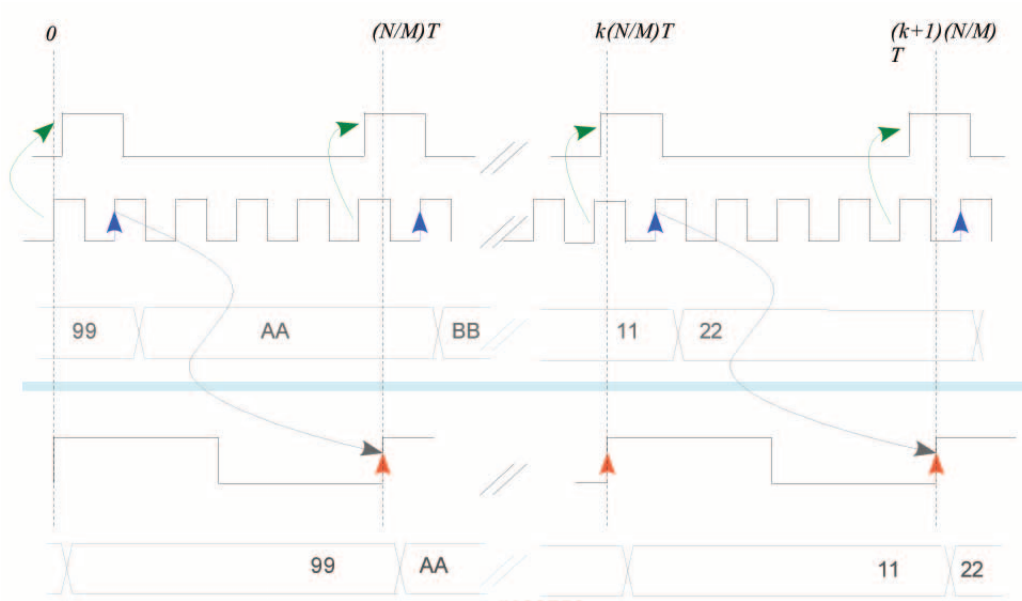 0 (N/M)T k(N/M)T (k+1)(N/M)
T
99 AA BB 11 22
99 AA 11 22